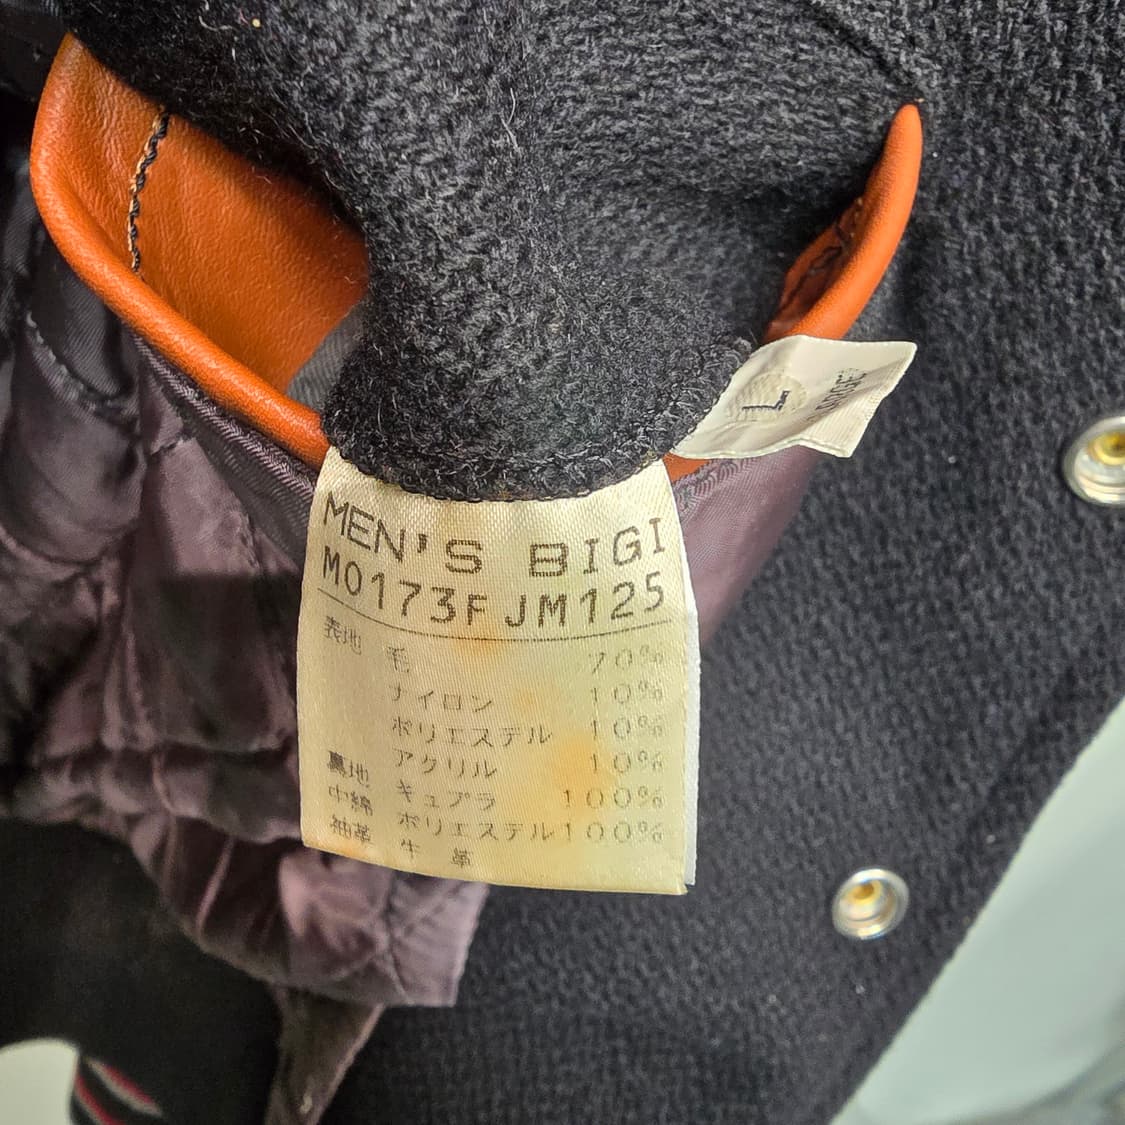 MEN'S BIGI
M0173F JM125
表地 毛 70%
ナイロン 10%
ポリエステル 10%
アクリル 10%
裏地 キュプラ 100%
中綿 ポリエステル 100%
袖革 牛革
L